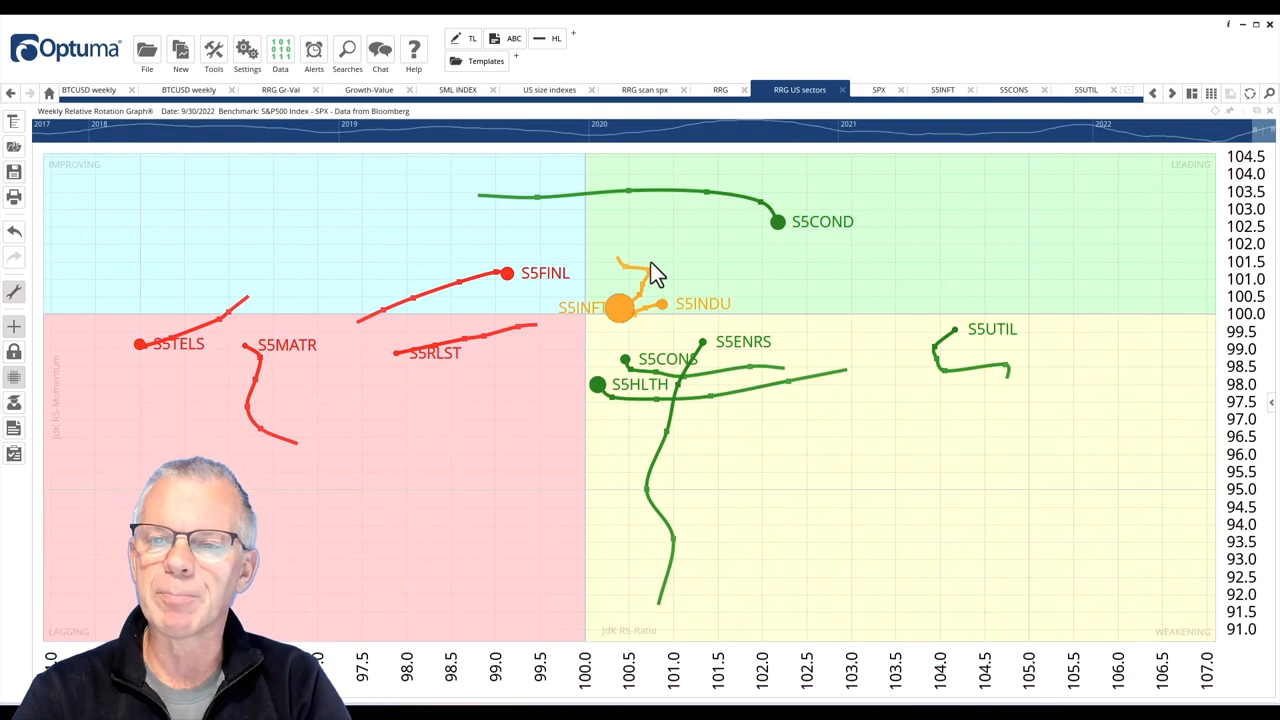 Optuma®
File New Tools Settings Data Alerts Searches Chat Help
TL ABC HL +
Templates +
BTCUSD weekly BTCUSD weekly RRG Gr-Val Growth-Value SML INDEX US size indexes RRG scan spx RRG RRG US sectors SPX S5INFT S5CONS S5UTIL
Weekly Relative Rotation Graph® Date: 9/30/2022 Benchmark: S&P500 Index - SPX - Data from Bloomberg
2017 2018 2019 2020 2021 2022
IMPROVING
LEADING
S5COND
S5FINL
S5INFT
S5INDU
S5TELS
S5MATR
S5RLST
S5ENRS
S5CONS
S5HLTH
S5UTIL
JdK RS-Momentum
LAGGING
JdK RS-Ratio
WEAKENING
104.5
104.0
103.5
103.0
102.5
102.0
101.5
101.0
100.5
100.0
99.5
99.0
98.5
98.0
97.5
97.0
96.5
96.0
95.5
95.0
94.5
94.0
93.5
93.0
92.5
92.0
91.5
91.0
97.5 98.0 98.5 99.0 99.5 100.0 100.5 101.0 101.5 102.0 102.5 103.0 103.5 104.0 104.5 105.0 105.5 106.0 106.5 107.0